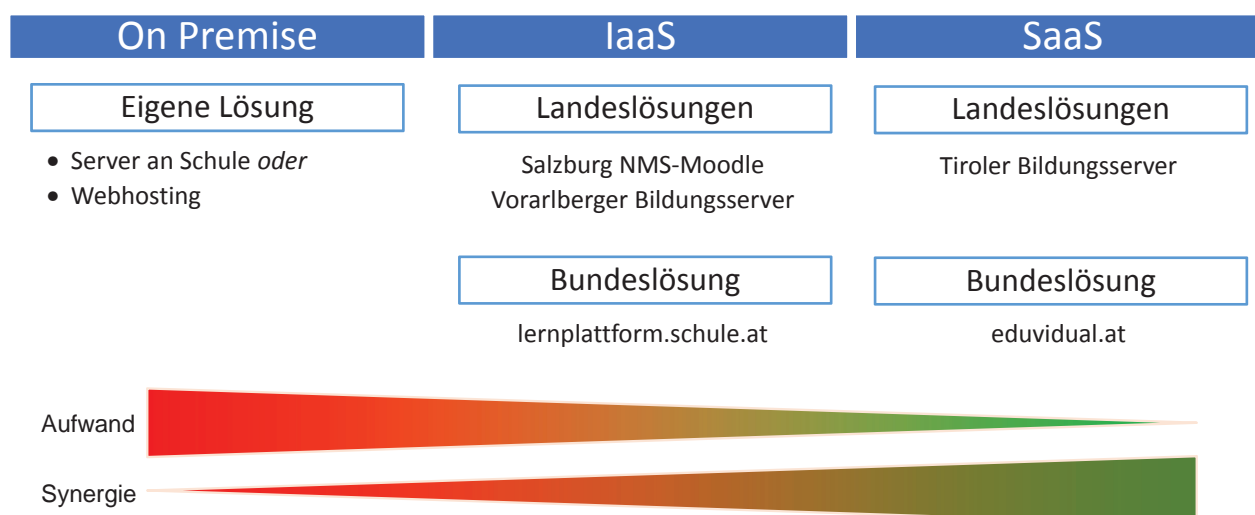 On Premise
IaaS
SaaS
Eigene Lösung
Landeslösungen
Landeslösungen
• Server an Schule oder
• Webhosting
Salzburg NMS-Moodle
Vorarlberger Bildungsserver
Tiroler Bildungsserver
Bundeslösung
Bundeslösung
lernplattform.schule.at
eduvidual.at
Aufwand
Synergie